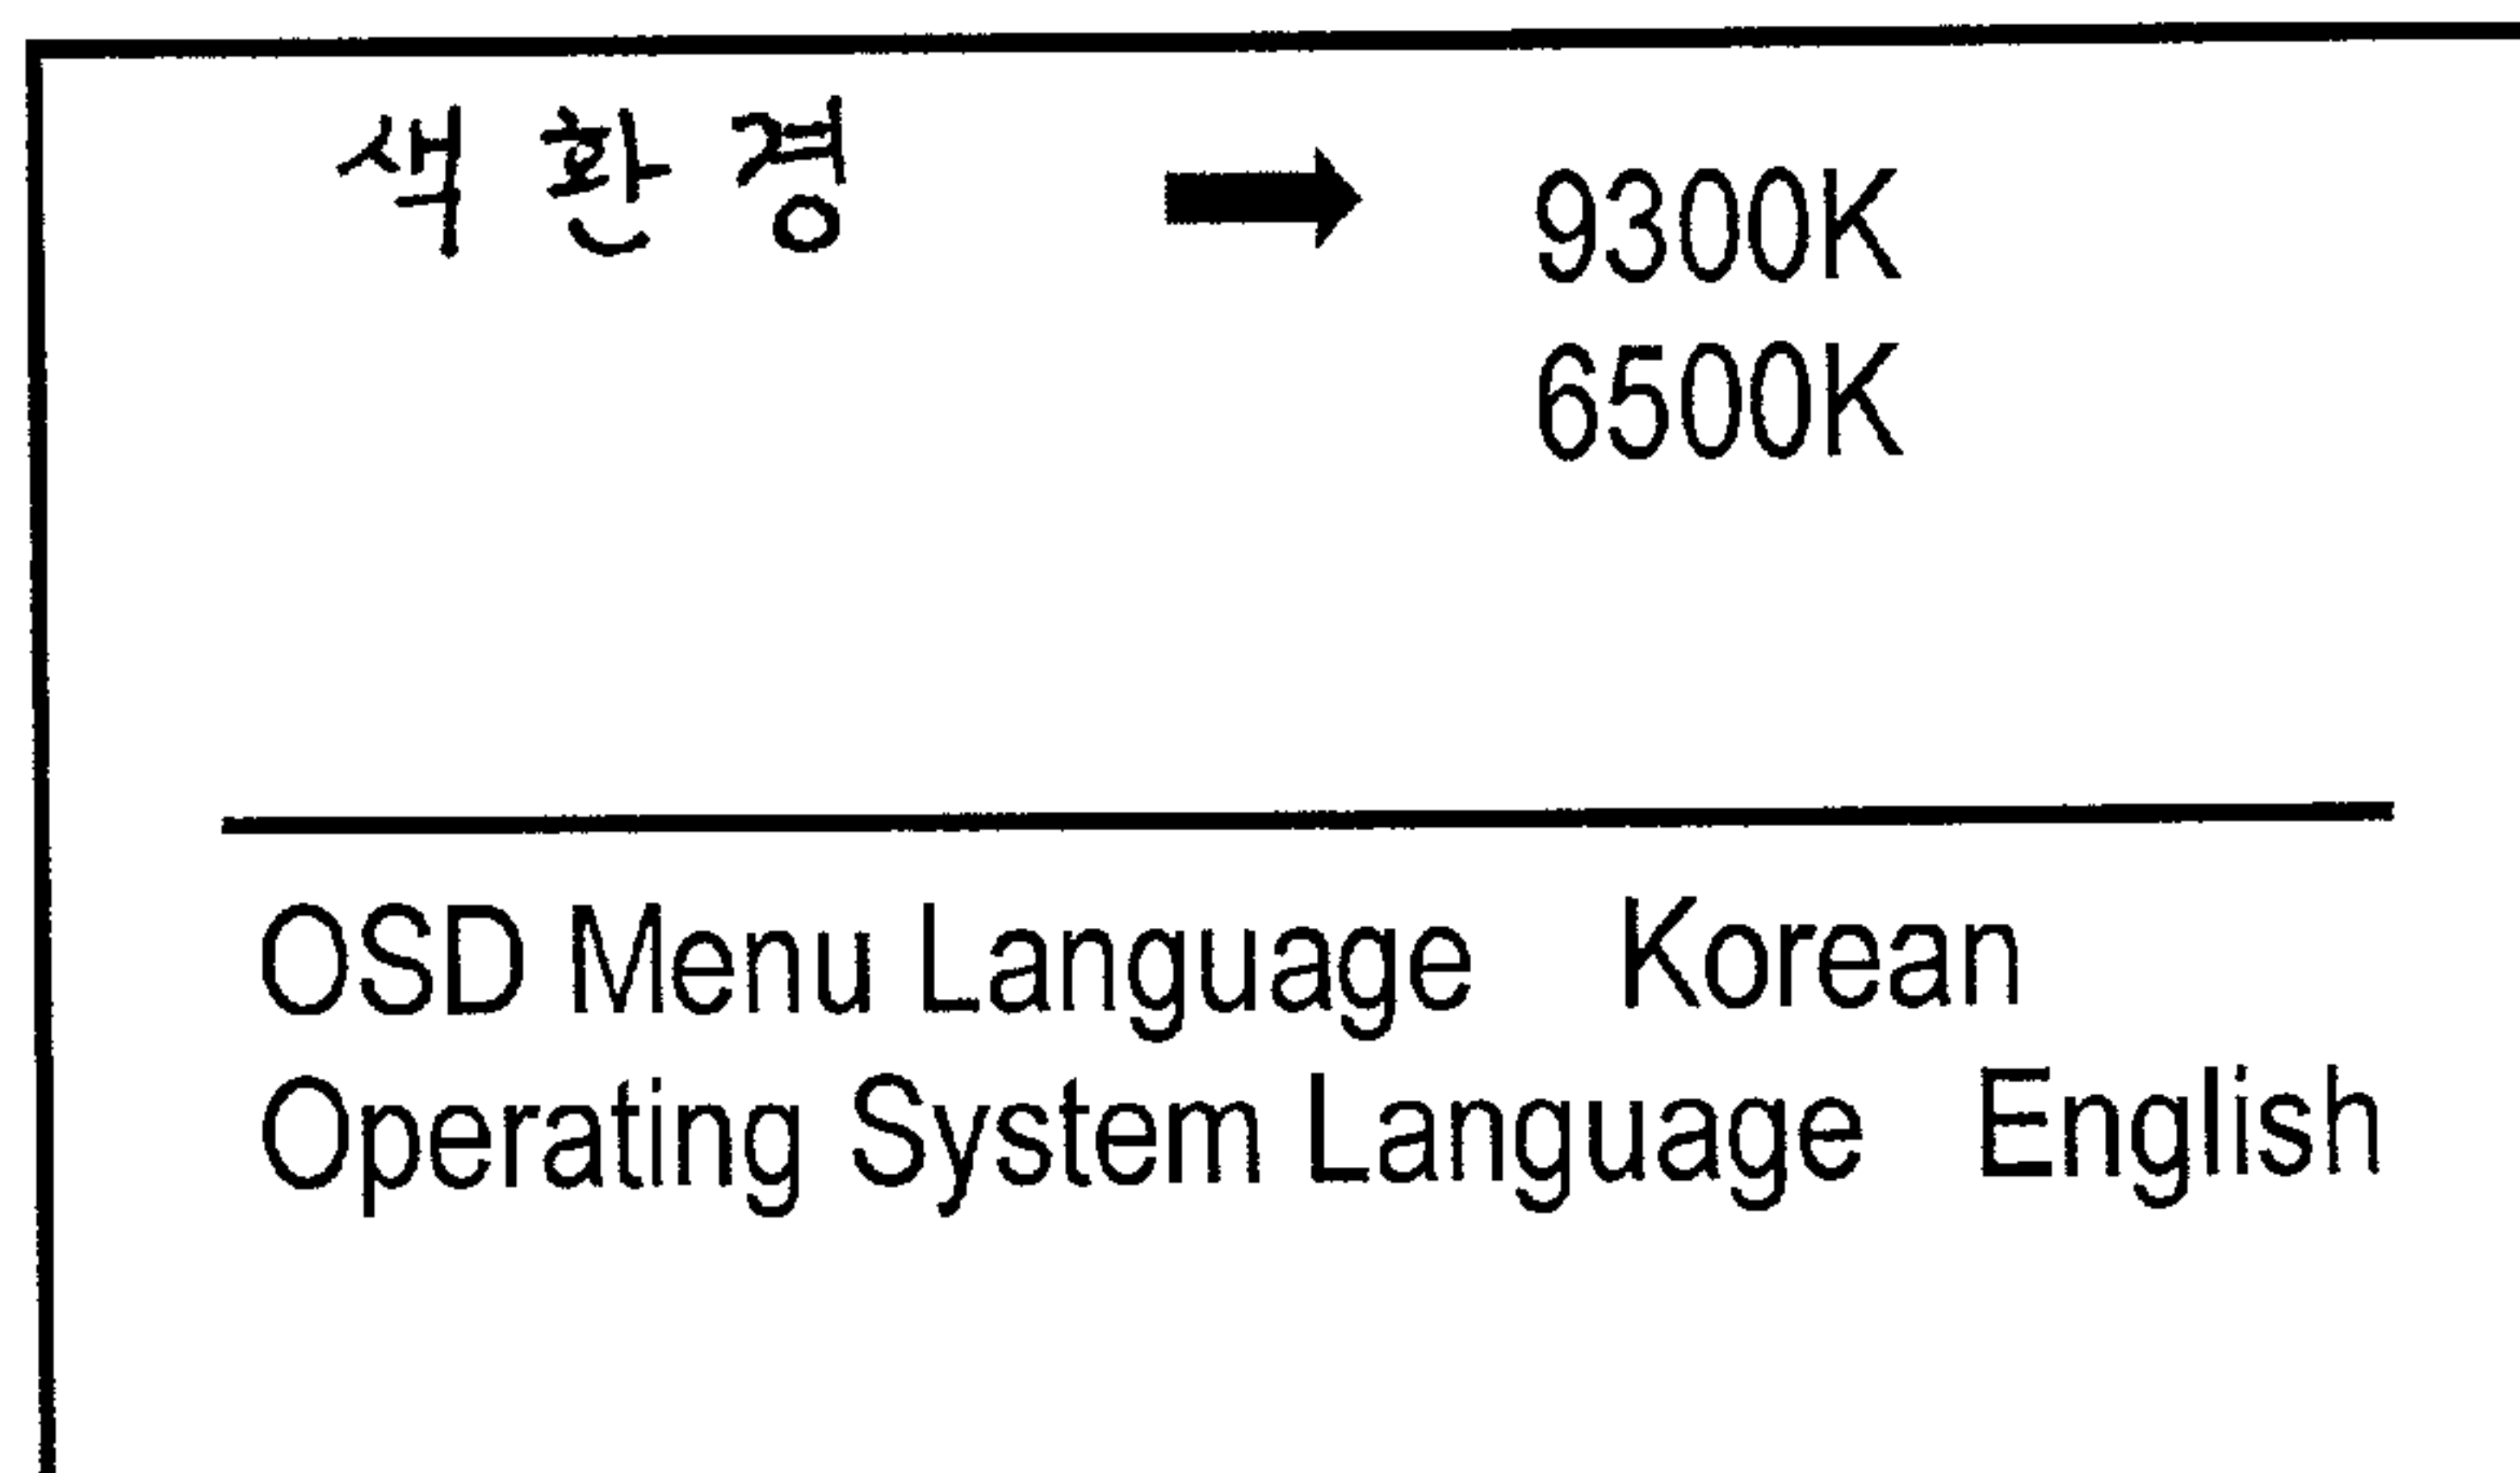 색 환 경 9300K
6500K
OSD Menu Language Korean
Operating System Language English